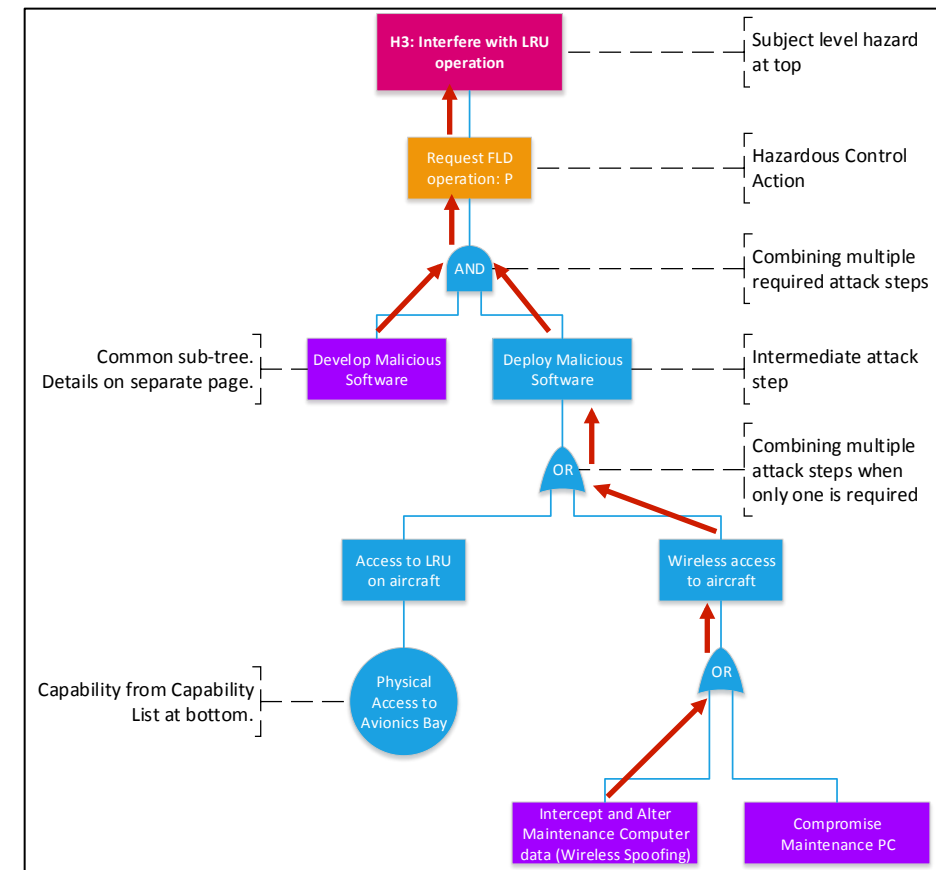 H3: Interfere with LRU
operation
Subject level hazard
at top
Request FLD
operation: P
Hazardous Control
Action
AND
Combining multiple
required attack steps
Common sub-tree.
Details on separate page.
Develop Malicious
Software
Deploy Malicious
Software
Intermediate attack
step
OR
Combining multiple
attack steps when
only one is required
Access to LRU
on aircraft
Wireless access
to aircraft
OR
Capability from Capability
List at bottom.
Physical
Access to
Avionics Bay
Intercept and Alter
Maintenance Computer
data (Wireless Spoofing)
Compromise
Maintenance PC